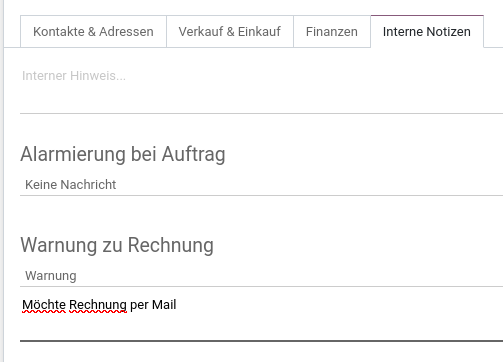 Kontakte & Adressen Verkauf & Einkauf Finanzen Interne Notizen
Interner Hinweis...
Alarmierung bei Auftrag
Keine Nachricht
Warnung zu Rechnung
Warnung
Möchte Rechnung per Mail